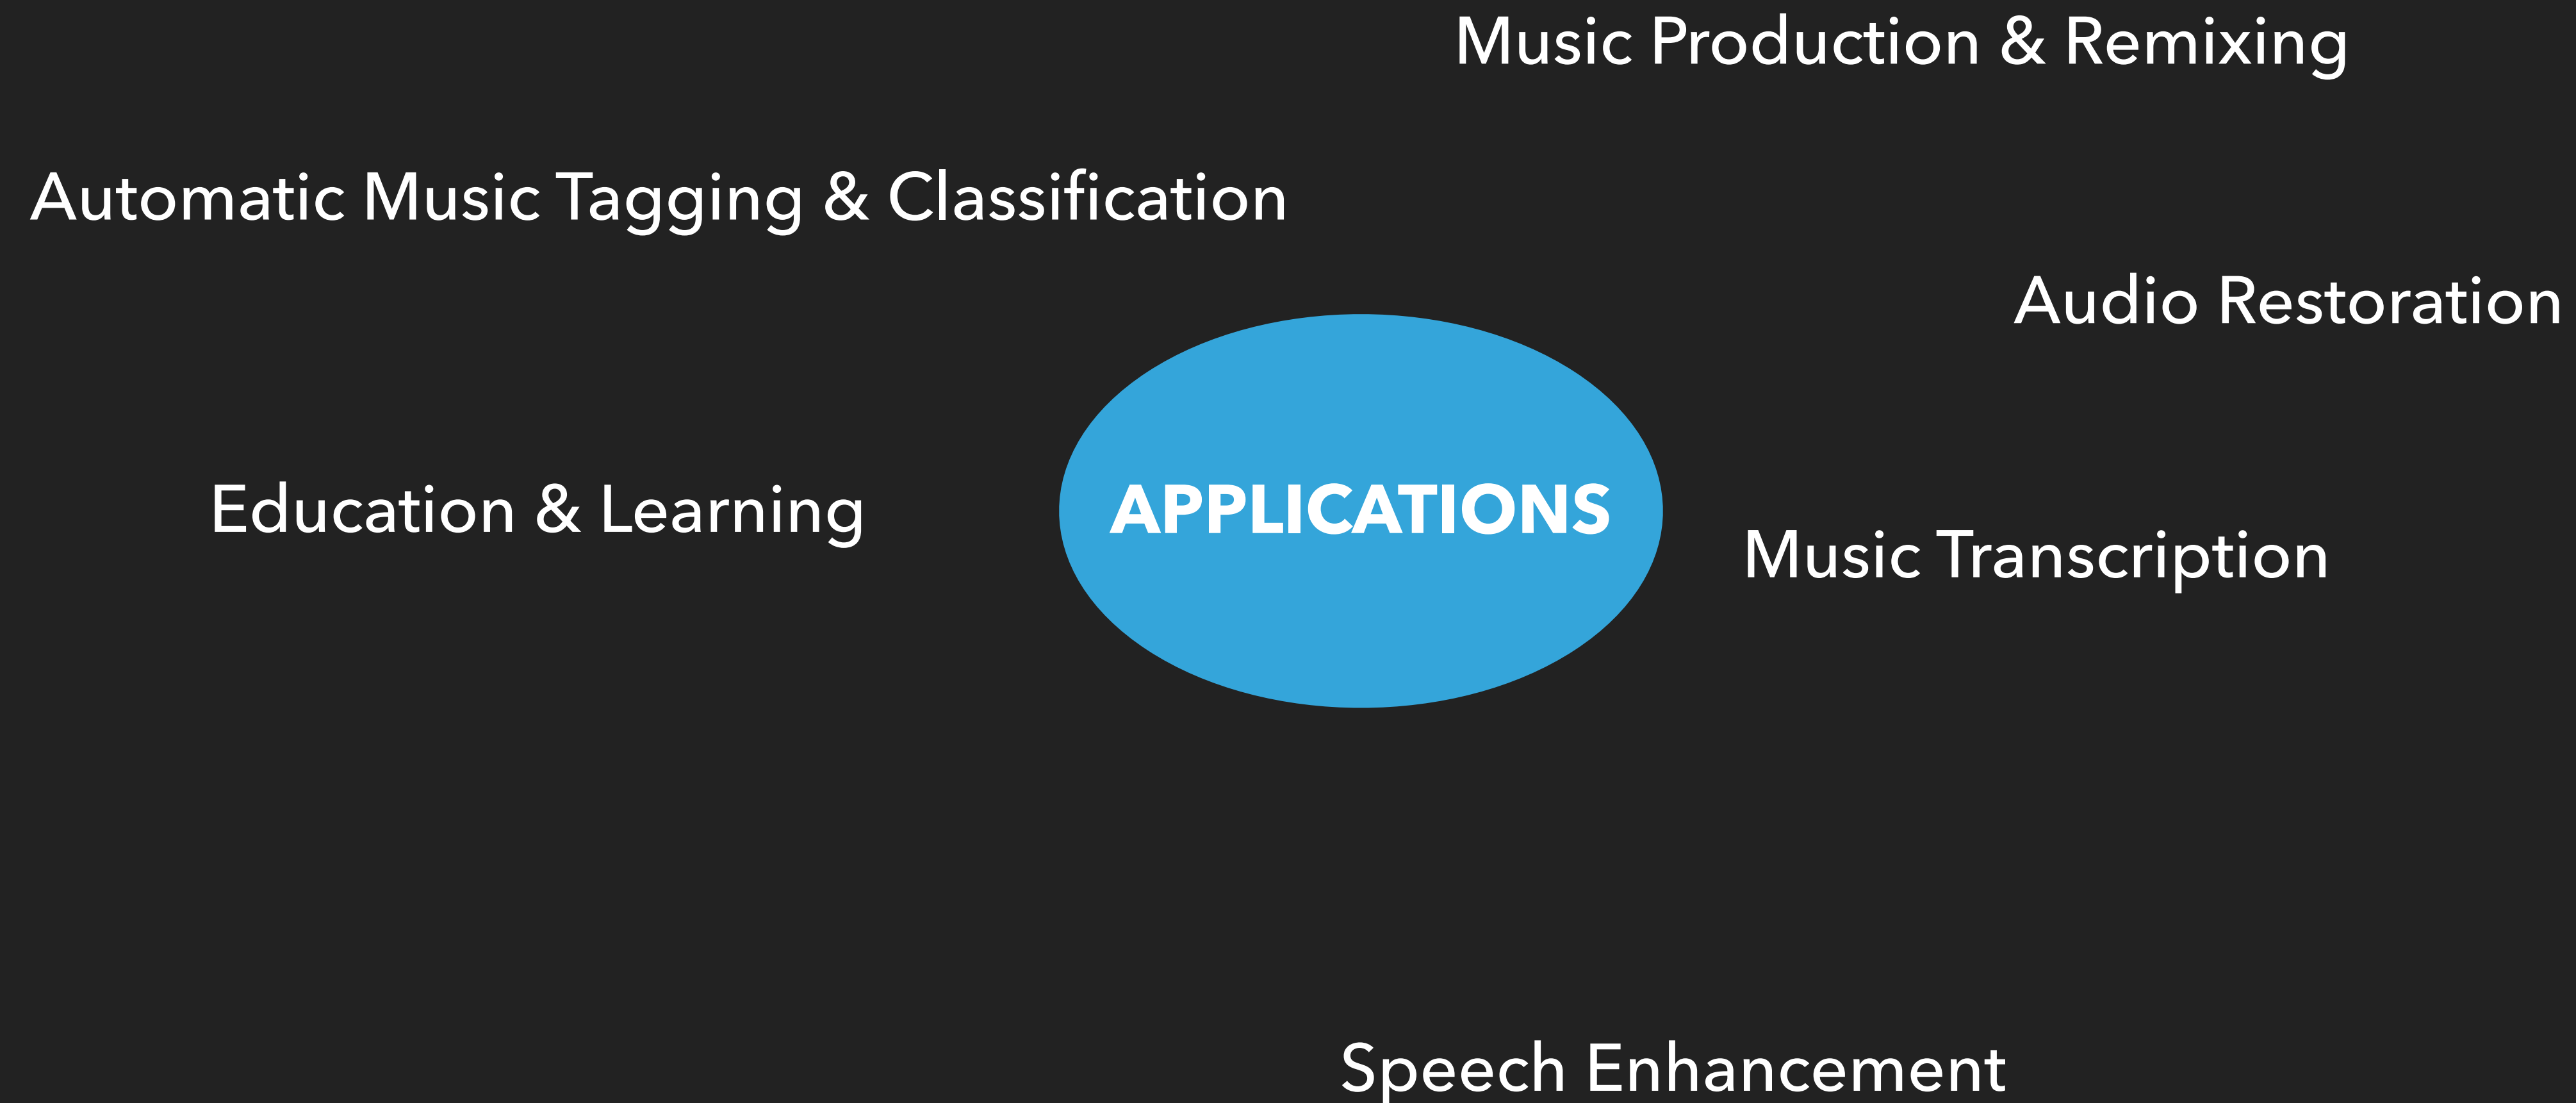 Music Production & Remixing
Automatic Music Tagging & Classification
Audio Restoration
Education & Learning
APPLICATIONS
Music Transcription
Speech Enhancement